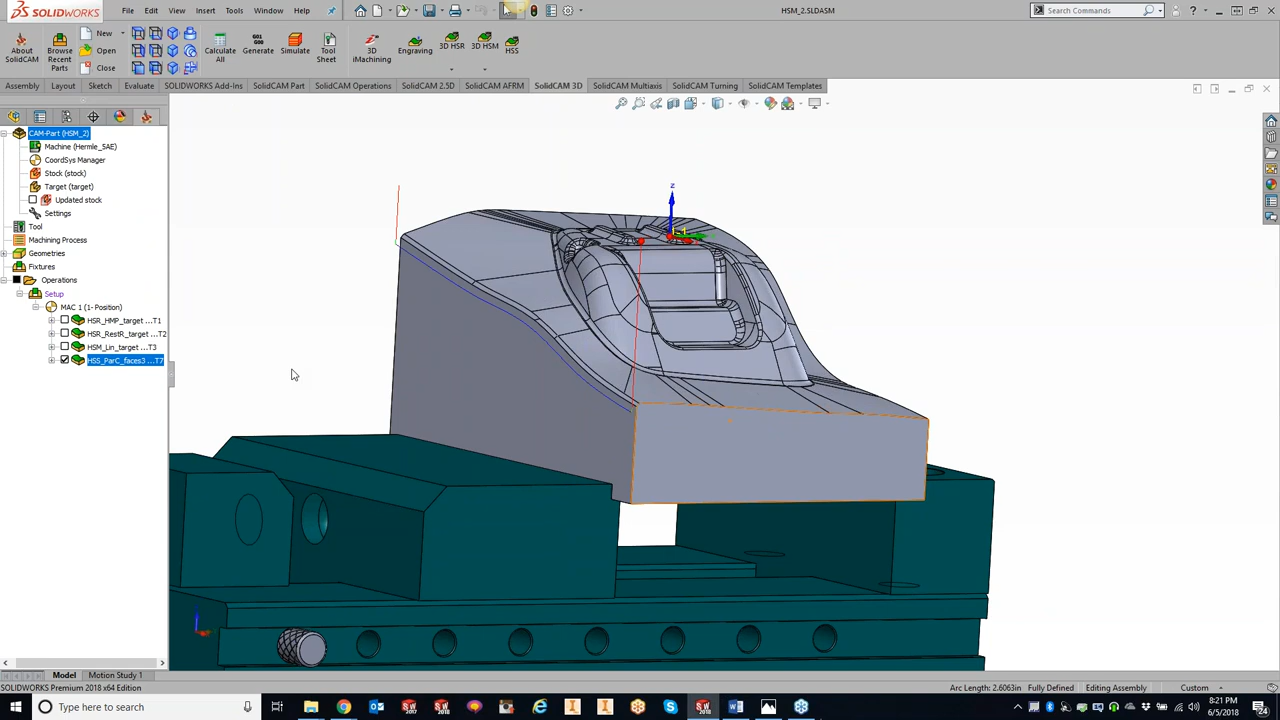 SOLIDWORKS
File Edit View Insert Tools Window Help
HSM_2.SLDASM
Search Commands
About SolidCAM
Browse Recent Parts
New
Open
Close
Calculate All
G01 G00
Generate
Simulate
Tool Sheet
3D iMachining
Engraving
3D HSR
3D HSM
HSS
Assembly Layout Sketch Evaluate SOLIDWORKS Add-Ins SolidCAM Part SolidCAM Operations SolidCAM 2.5D SolidCAM AFRM SolidCAM 3D SolidCAM Multiaxis SolidCAM Turning SolidCAM Templates
CAM-Part (HSM_2)
Machine (Hermle_SAE)
CoordSys Manager
Stock (stock)
Target (target)
Updated stock
Settings
Tool
Machining Process
Geometries
Fixtures
Operations
Setup
MAC 1 (1- Position)
HSR_HMP_target ...T1
HSR_RestR_target ...T2
HSM_Lin_target ...T3
HSS_ParC_faces3 ...T7
z
Model Motion Study 1
SOLIDWORKS Premium 2018 x64 Edition
Arc Length: 2.6063in Fully Defined Editing Assembly Custom
Type here to search
8:21 PM
6/5/2018